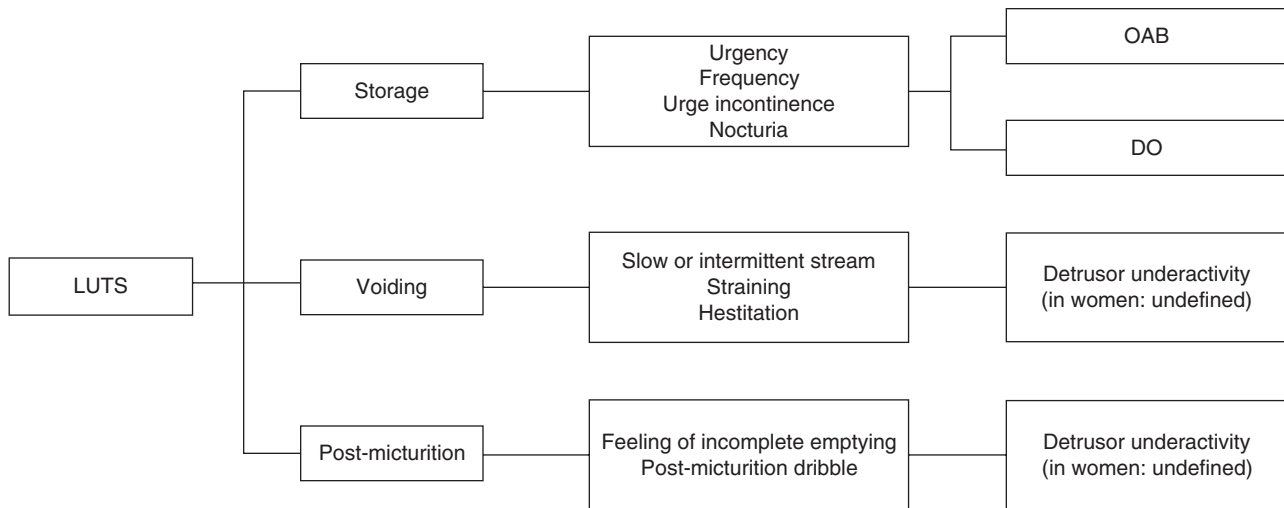 LUTS
Storage
Urgency
Frequency
Urge incontinence
Nocturia
OAB
DO
Voiding
Slow or intermittent stream
Straining
Hestitation
Detrusor underactivity
(in women: undefined)
Post-micturition
Feeling of incomplete emptying
Post-micturition dribble
Detrusor underactivity
(in women: undefined)